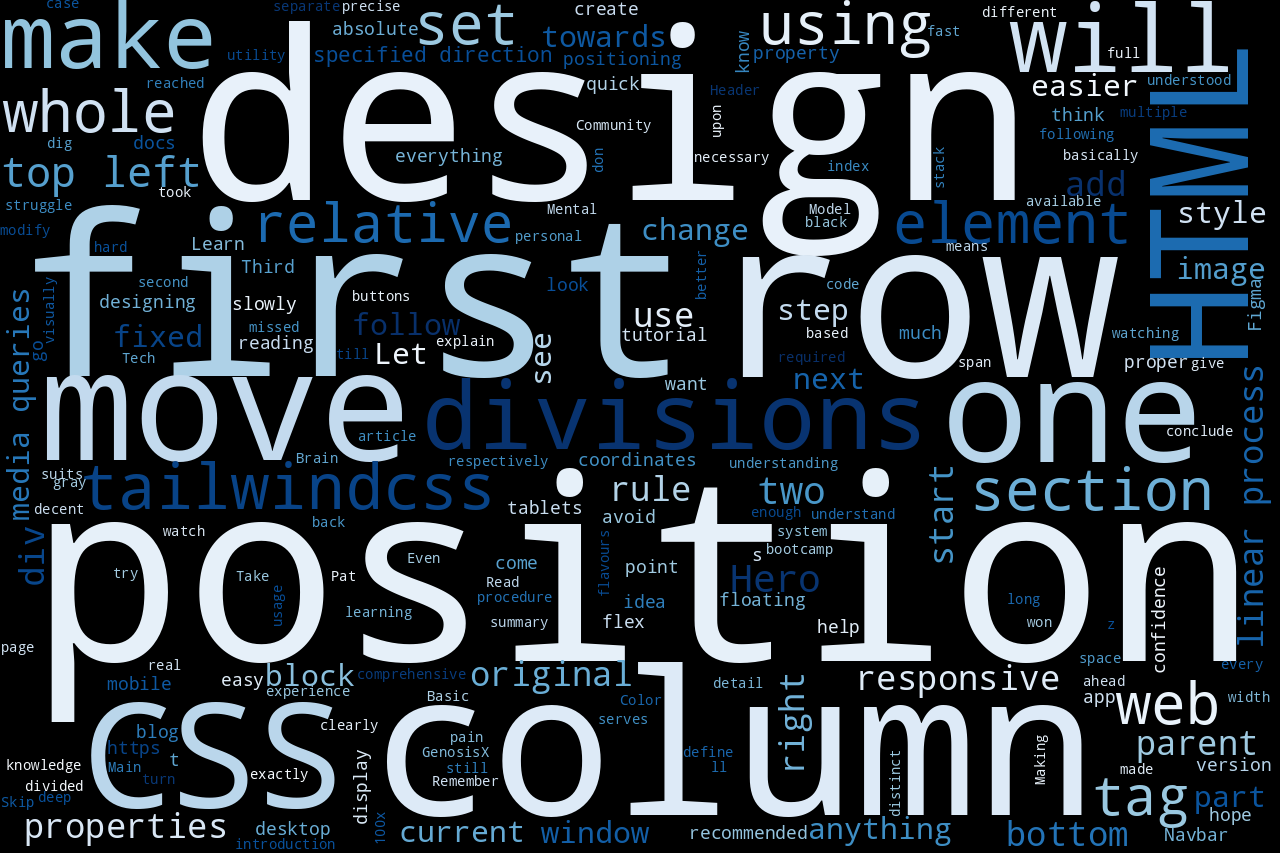 case
separate
precise
create
different
make
absolute
set
towards
using
fast
will
utility
specified direction
positioning
know
property
full
design
reached
quick
Header
easier
understood
whole
Community
upon
think
multiple
HTML
dig
docs
everything
don
necessary
index
stack
following
basically
top left
took
add
struggle
relative
Mental
Model
black
element
available
style
modify
hard
Learn
personal
change
means
first
row
Third
look
better
image
second
designing
slowly
buttons
code
Figma
visually
go
fixed
missed
reading
follow
explain
use
tutorial
step
based
much
watching
Tech
till
Let
see
required
span
proper
give
media queries
move
divisions
want
next
one
article
conclude
Brain
respectively
coordinates
understanding
linear process
suits
gray
tailwindcss
rule
two
start
section
decent
tablets
avoid
enough
understand
watch
back
position
system
bootcamp
div
Even
flavours
come
point
s
try
Take
Pat
Read
Hero
confidence
usage
procedure
idea
floating
long
learning
summary
flex
help
won
z
page
real
space
every
mobile
easy
block
comprehensive
original
detail
responsive
ahead
app
width
experience
Basic
Color
right
web
css
column
blog
clearly
serves
https
t
pain
GenosisX
define
Making
parent
knowledge
Main
turn
exactly
still
ll
made
version
divided
Remember
distinct
Skip
deep
display
tag
part
properties
desktop
100x
current
window
recommended
anything
bottom
hope
Navbar
introduction